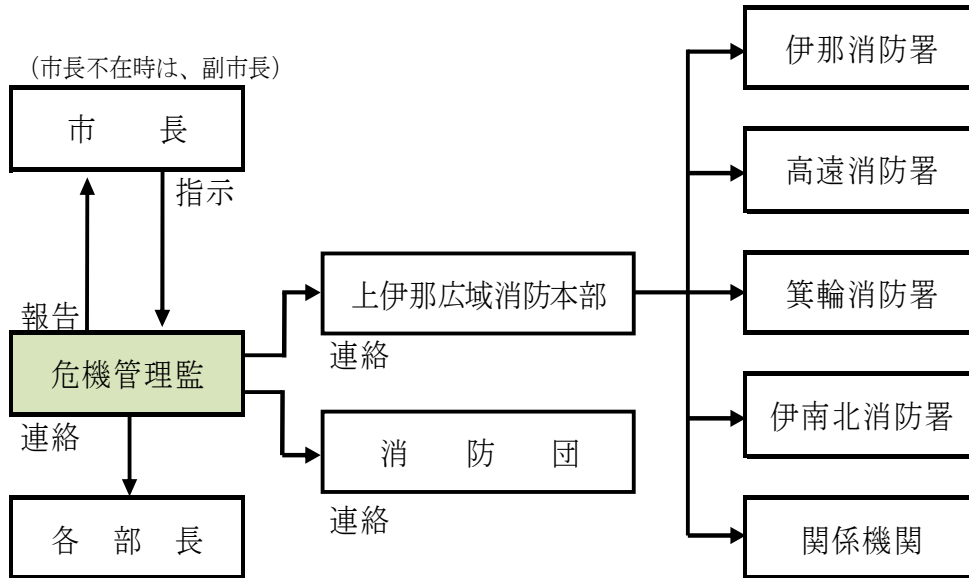 (市長不在時は、副市長)
市　長
指示
報告
危機管理監
連絡
各 部 長
上伊那広域消防本部
連絡
消 防 団
連絡
伊那消防署
高遠消防署
箕輪消防署
伊南北消防署
関係機関